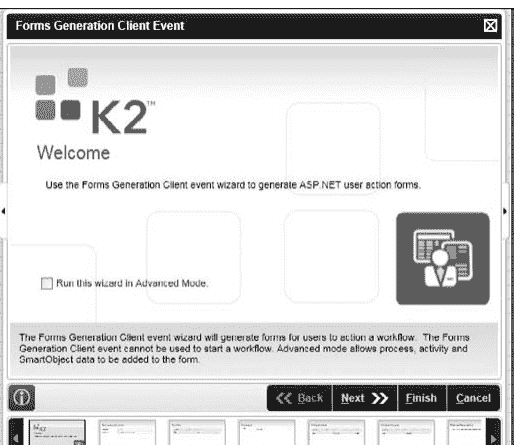 Forms Generation Client Event
K2™
Welcome
Use the Forms Generation Client event wizard to generate ASP.NET user action forms.
Run this wizard in Advanced Mode.
The Forms Generation Client event wizard will generate forms for users to action a workflow. The Forms
Generation Client event cannot be used to start a workflow. Advanced mode allows process, activity and
SmartObject data to be added to the form.
Back Next Finish Cancel
K2